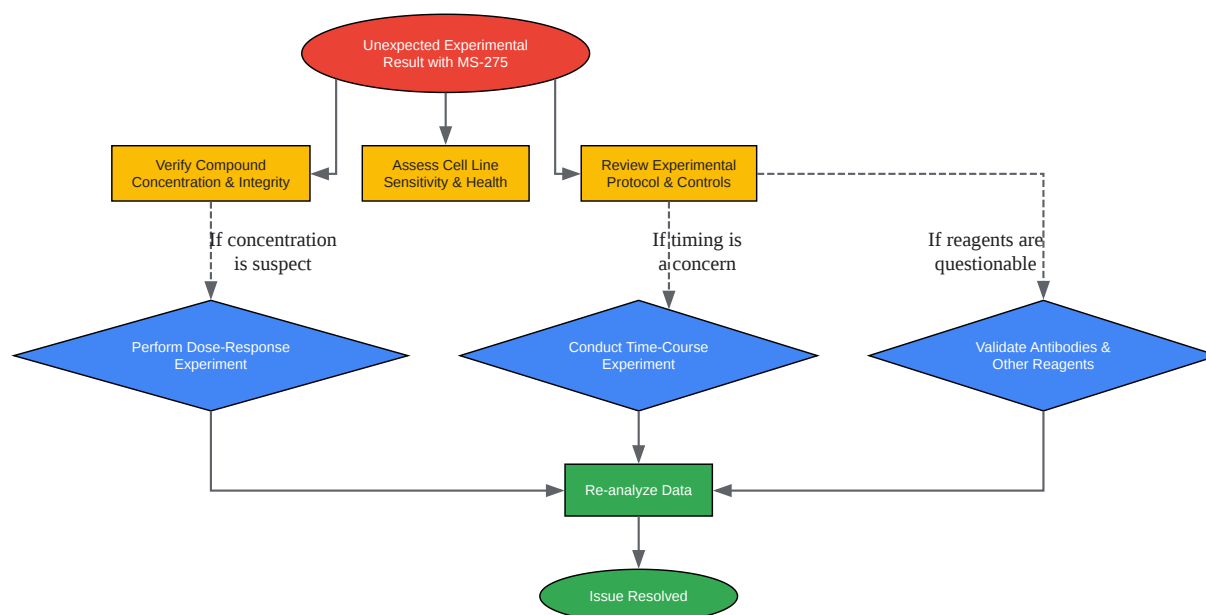 Unexpected Experimental
Result with MS-275
Verify Compound
Concentration & Integrity
Assess Cell Line
Sensitivity & Health
Review Experimental
Protocol & Controls
If concentration
is suspect
If timing is
a concern
If reagents are
questionable
Perform Dose-Response
Experiment
Conduct Time-Course
Experiment
Validate Antibodies &
Other Reagents
Re-analyze Data
Issue Resolved